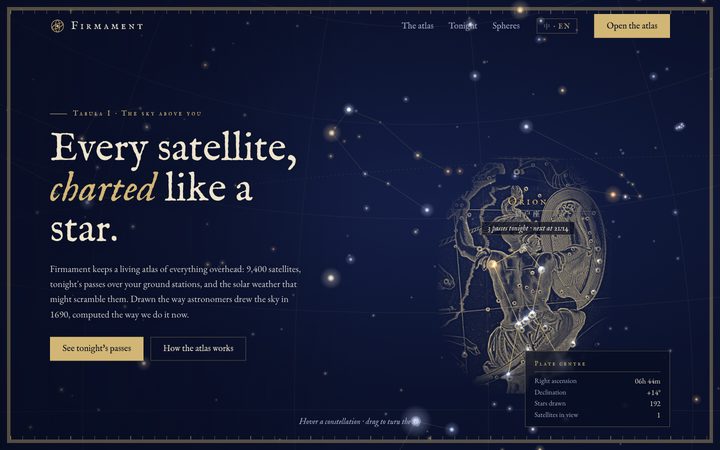 Firmament
The atlas
Tonight
Spheres
中 · EN
Open the atlas
Tabula I · The sky above you
Every satellite,
charted like a
star.
Firmament keeps a living atlas of everything overhead: 9,400 satellites,
tonight's passes over your ground stations, and the solar weather that
might scramble them. Drawn the way astronomers drew the sky in
1690, computed the way we do it now.
See tonight's passes
How the atlas works
Orion
3 passes tonight · next at 21:14
Plate centre
Right ascension 06h 44m
Declination +14°
Stars drawn 192
Satellites in view 1
Hover a constellation · drag to turn the